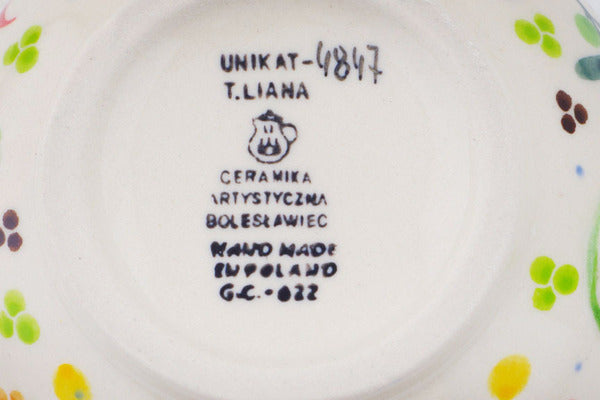 UNIKAT-4847
T.LIANA
CERAMIKA
ARTYSTYCZNA
BOLESŁAWIEC
HAND MADE
IN POLAND
G.C.-022